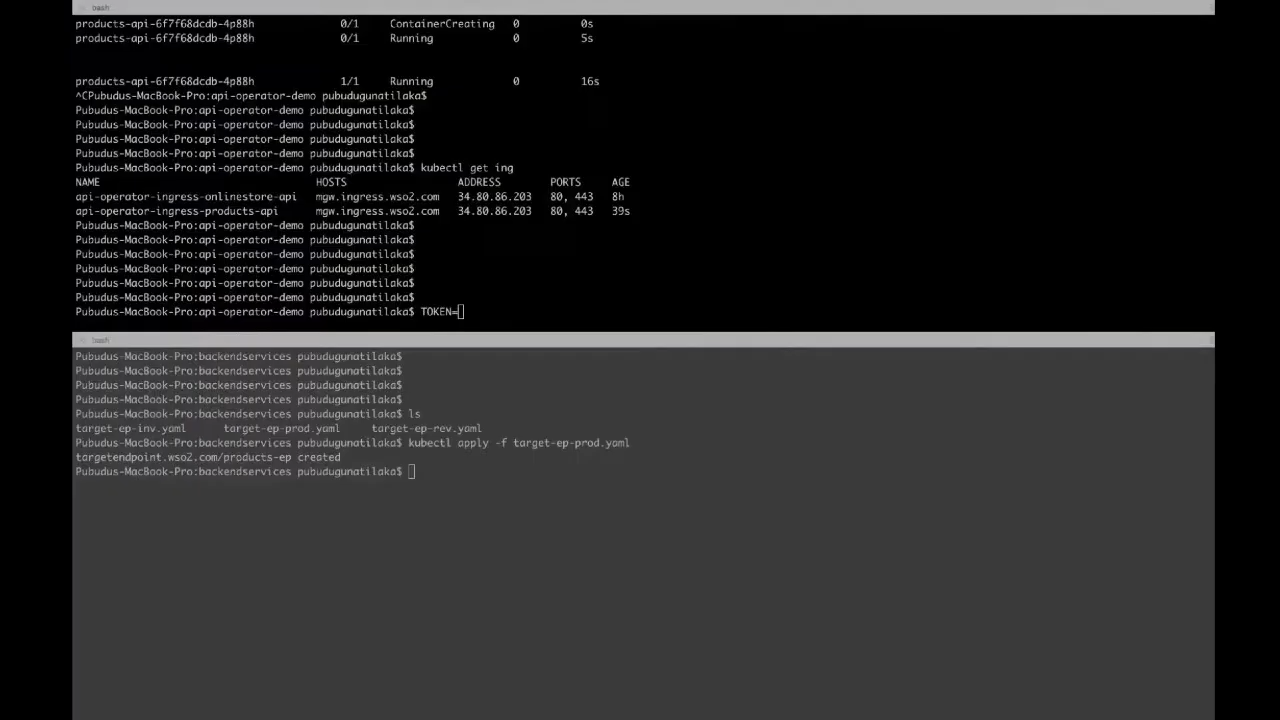 bash
products-api-6f7f68dcdb-4p88h 0/1 ContainerCreating 0 0s
products-api-6f7f68dcdb-4p88h 0/1 Running 0 5s
products-api-6f7f68dcdb-4p88h 1/1 Running 0 16s
^CPubudus-MacBook-Pro:api-operator-demo pubudugunatilaka$
Pubudus-MacBook-Pro:api-operator-demo pubudugunatilaka$
Pubudus-MacBook-Pro:api-operator-demo pubudugunatilaka$
Pubudus-MacBook-Pro:api-operator-demo pubudugunatilaka$
Pubudus-MacBook-Pro:api-operator-demo pubudugunatilaka$
Pubudus-MacBook-Pro:api-operator-demo pubudugunatilaka$ kubectl get ing
NAME HOSTS ADDRESS PORTS AGE
api-operator-ingress-onlinestore-api mgw.ingress.wso2.com 34.80.86.203 80, 443 8h
api-operator-ingress-products-api mgw.ingress.wso2.com 34.80.86.203 80, 443 39s
Pubudus-MacBook-Pro:api-operator-demo pubudugunatilaka$
Pubudus-MacBook-Pro:api-operator-demo pubudugunatilaka$
Pubudus-MacBook-Pro:api-operator-demo pubudugunatilaka$
Pubudus-MacBook-Pro:api-operator-demo pubudugunatilaka$
Pubudus-MacBook-Pro:api-operator-demo pubudugunatilaka$
Pubudus-MacBook-Pro:api-operator-demo pubudugunatilaka$
Pubudus-MacBook-Pro:api-operator-demo pubudugunatilaka$ TOKEN=
bash
Pubudus-MacBook-Pro:backendservices pubudugunatilaka$
Pubudus-MacBook-Pro:backendservices pubudugunatilaka$
Pubudus-MacBook-Pro:backendservices pubudugunatilaka$
Pubudus-MacBook-Pro:backendservices pubudugunatilaka$
Pubudus-MacBook-Pro:backendservices pubudugunatilaka$ ls
target-ep-inv.yaml target-ep-prod.yaml target-ep-rev.yaml
Pubudus-MacBook-Pro:backendservices pubudugunatilaka$ kubectl apply -f target-ep-prod.yaml
targetendpoint.wso2.com/products-ep created
Pubudus-MacBook-Pro:backendservices pubudugunatilaka$